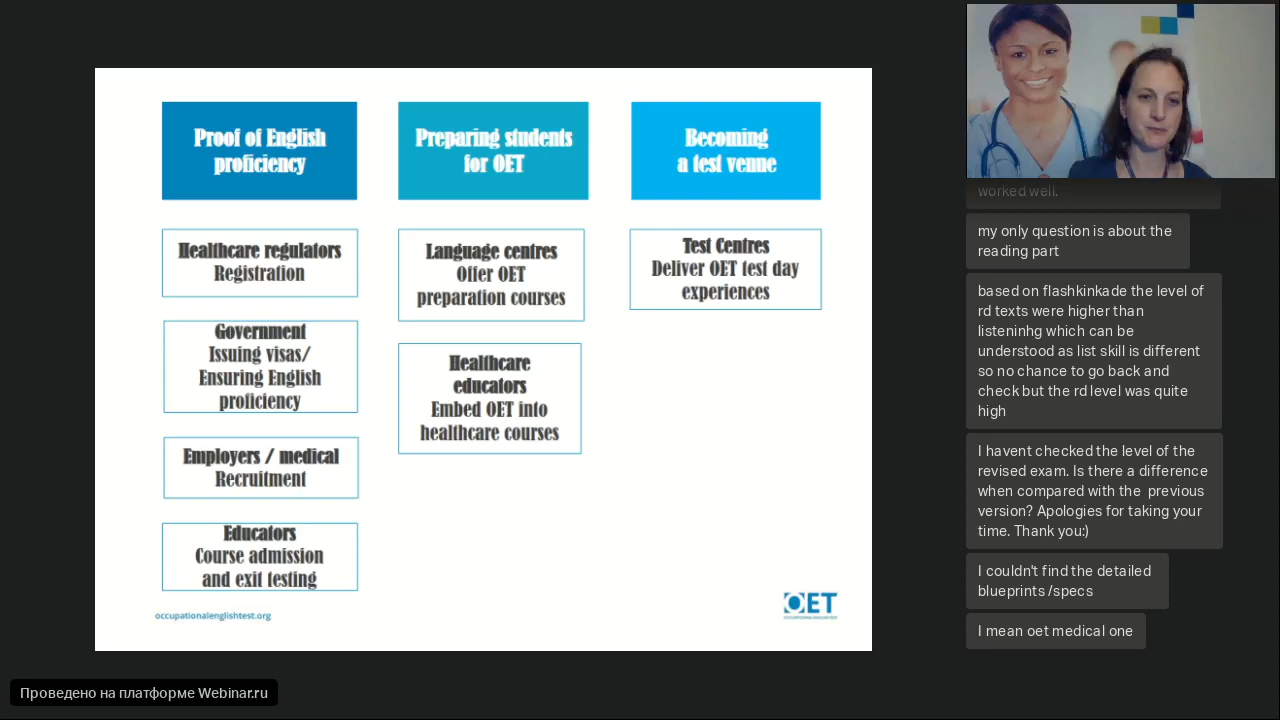 Proof of English
proficiency
Healthcare regulators
Registration
Government
Issuing visas/
Ensuring English
proficiency
Employers / medical
Recruitment
Educators
Course admission
and exit testing
Preparing students
for OET
Language centres
Offer OET
preparation courses
Healthcare
educators
Embed OET into
healthcare courses
Becoming
a test venue
Test Centres
Deliver OET test day
experiences
occupationalenglishtest.org
OET
OCCUPATIONAL ENGLISH TEST
worked well.
my only question is about the
reading part
based on flashkinkade the level of
rd texts were higher than
listeninhg which can be
understood as list skill is different
so no chance to go back and
check but the rd level was quite
high
I havent checked the level of the
revised exam. Is there a difference
when compared with the previous
version? Apologies for taking your
time. Thank you:)
I couldn't find the detailed
blueprints /specs
I mean oet medical one
Проведено на платформе Webinar.ru